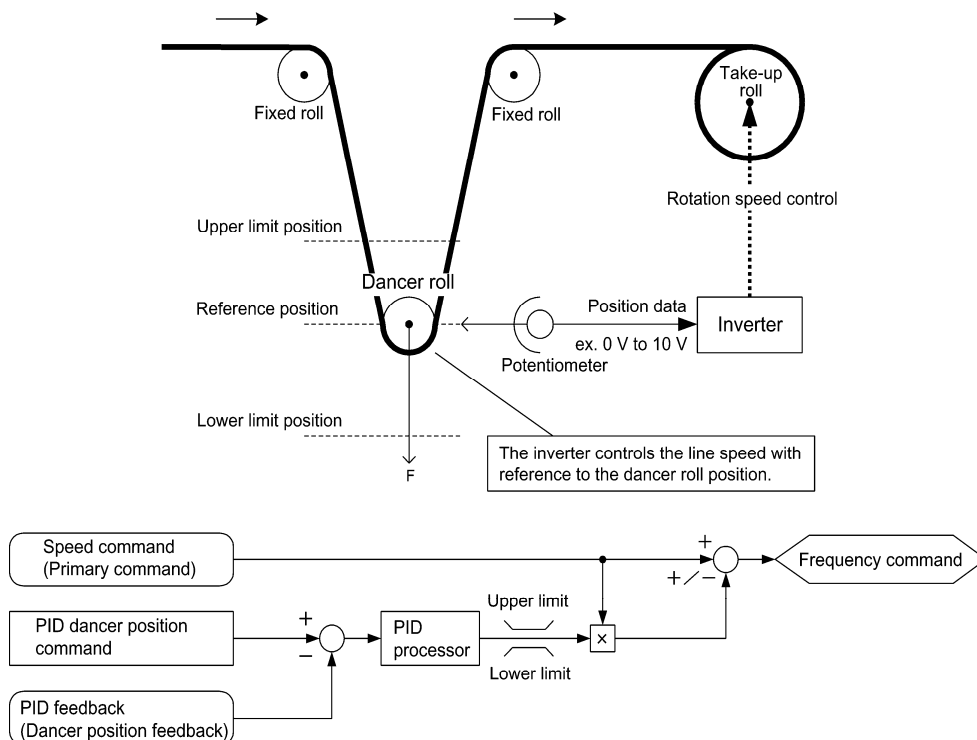 Take-up
roll
Fixed roll
Fixed roll
Rotation speed control
Upper limit position
Dancer roll
Reference position
Position data
Inverter
ex. 0 V to 10 V
Potentiometer
Lower limit position
F
The inverter controls the line speed with
reference to the dancer roll position.
Speed command
(Primary command)
+
+/−
Frequency command
PID dancer position
command
+
−
PID
processor
Upper limit
×
Lower limit
PID feedback
(Dancer position feedback)